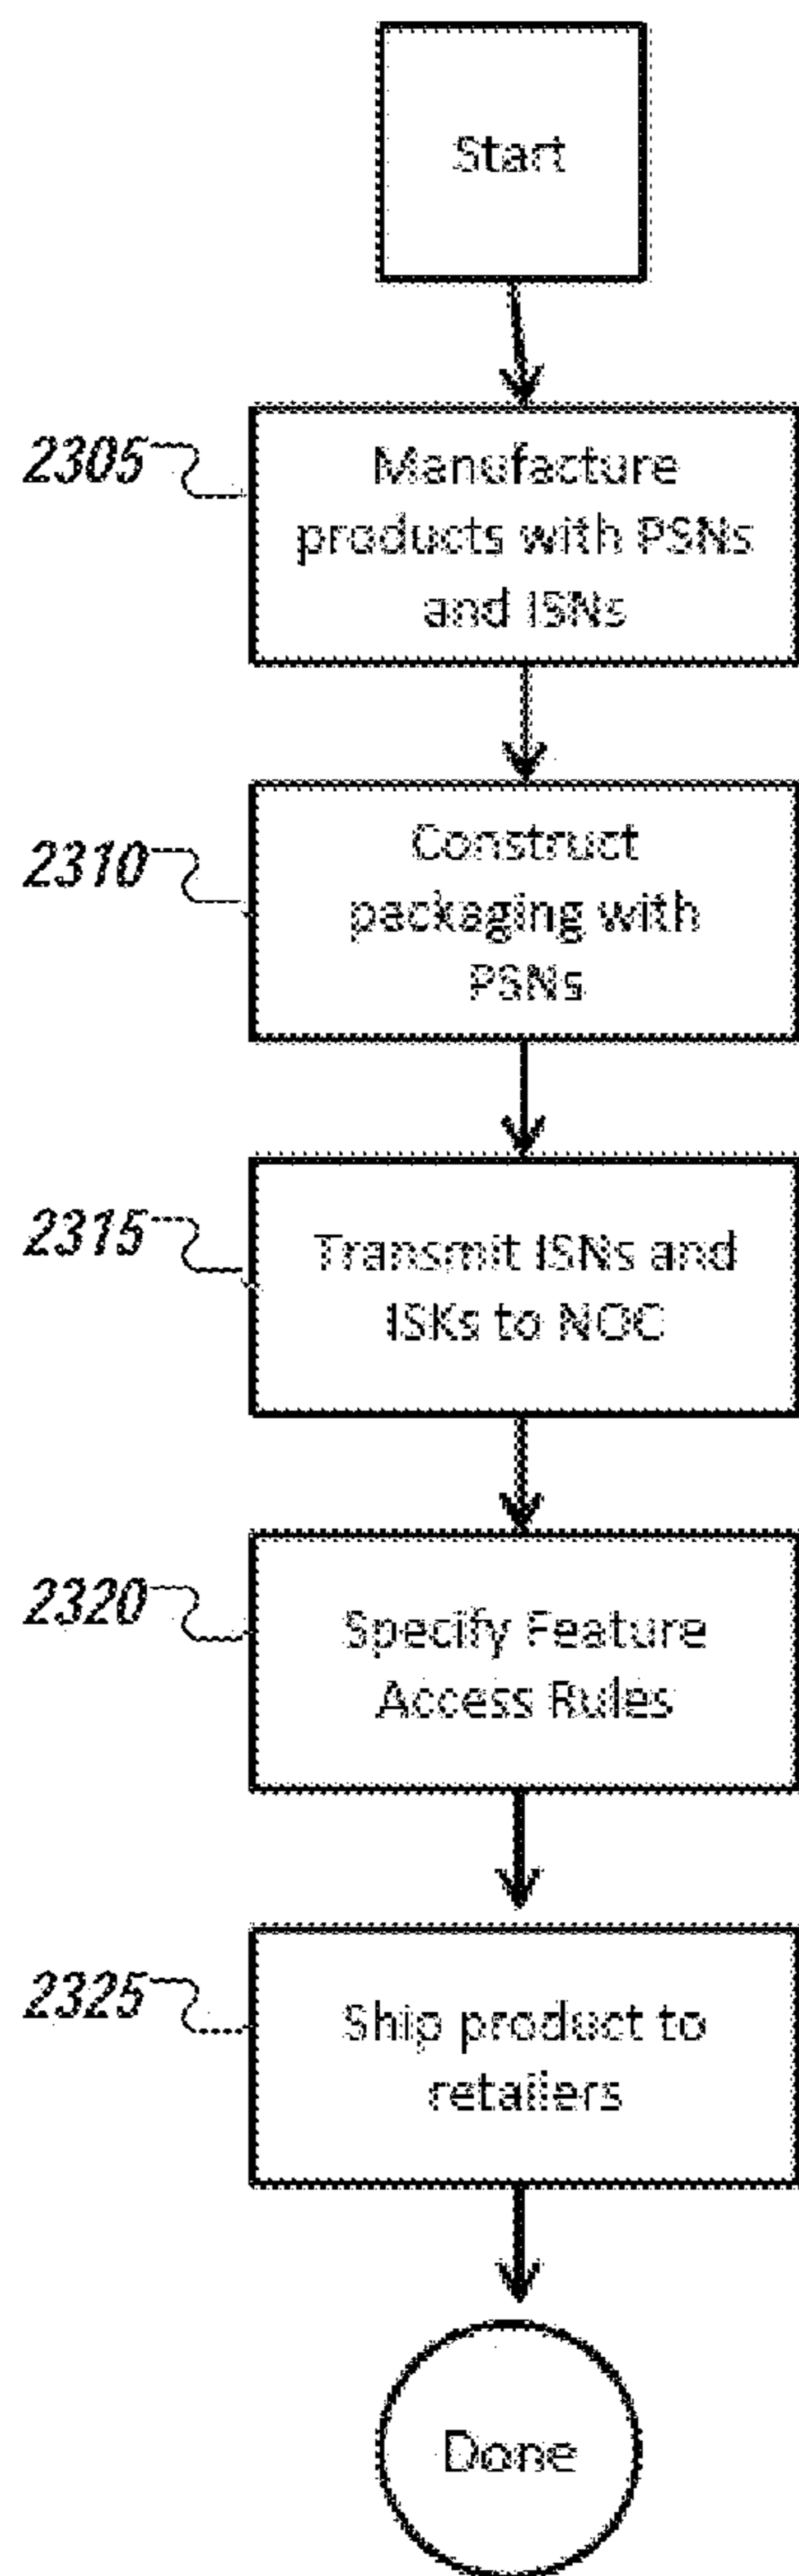 Start
2305
Manufacture
products with PSNs
and ISNs
2310
Construct
packaging with
PSNs
2315
Transmit ISNs and
ISKs to NOC
2320
Specify Feature
Access Rules
2325
Ship product to
retailers
Done